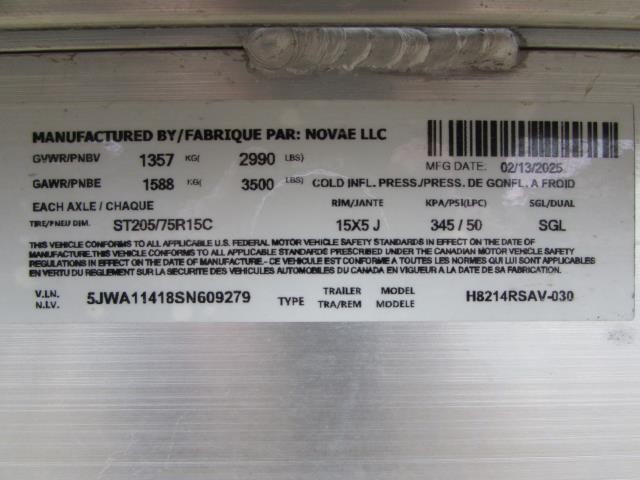 MANUFACTURED BY/FABRIQUE PAR: NOVAE LLC
GVWR/PNBV 1357 KG( 2990 LBS) MFG DATE: 02/13/2025
GAWR/PNBE 1588 KG( 3500 LBS) COLD INFL. PRESS./PRESS. DE GONFL. A FROID
EACH AXLE / CHAQUE RIM/JANTE KPA/PSI(LPC) SGL/DUAL
TIRE/PNEU DIM. ST205/75R15C 15X5 J 345 / 50 SGL
THIS VEHICLE CONFORMS TO ALL APPLICABLE U.S. FEDERAL MOTOR VEHICLE SAFETY STANDARDS IN EFFECT ON THE DATE OF
MANUFACTURE.THIS VEHICLE CONFORMS TO ALL APPLICABLE STANDARDS PRESCRIBED UNDER THE CANADIAN MOTOR VEHICLE SAFETY
REGULATIONS IN EFFECT ON THE DATE OF MANUFACTURE.- CE VEHICULE EST CONFORME A TOUTES LES NORMES QUI LUI SONT APPLICABLES
EN VERTU DU REGLEMENT SUR LA SECURITE DES VEHICULES AUTOMOBILES DU CANADA EN VIGUEUR A LA DATE DE SA FABRICATION
V.I.N. 5JWA11418SN609279 TYPE TRAILER MODEL H8214RSAV-030
N.I.V. TRA/REM MODELE